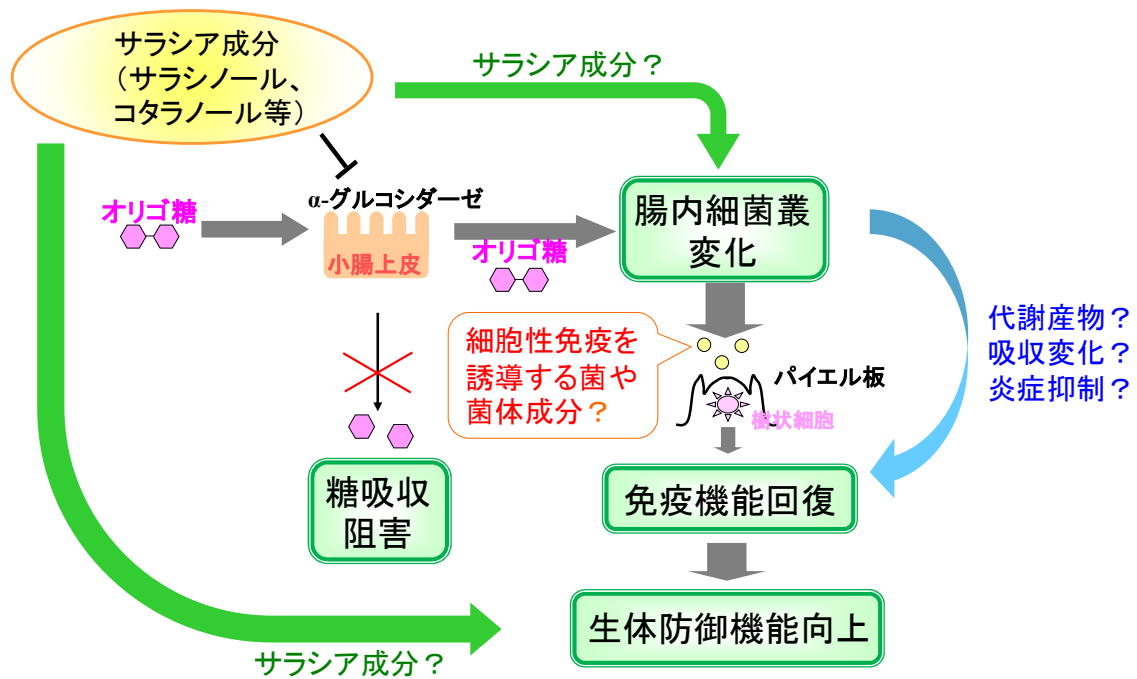 サラシア成分
（サラシノール、
コタラノール等）
サラシア成分？
α-グルコシダーゼ
オリゴ糖
小腸上皮
オリゴ糖
腸内細菌叢
変化
細胞性免疫を
誘導する菌や
菌体成分？
パイエル板
樹状細胞
代謝産物？
吸収変化？
炎症抑制？
糖吸収
阻害
免疫機能回復
生体防御機能向上
サラシア成分？